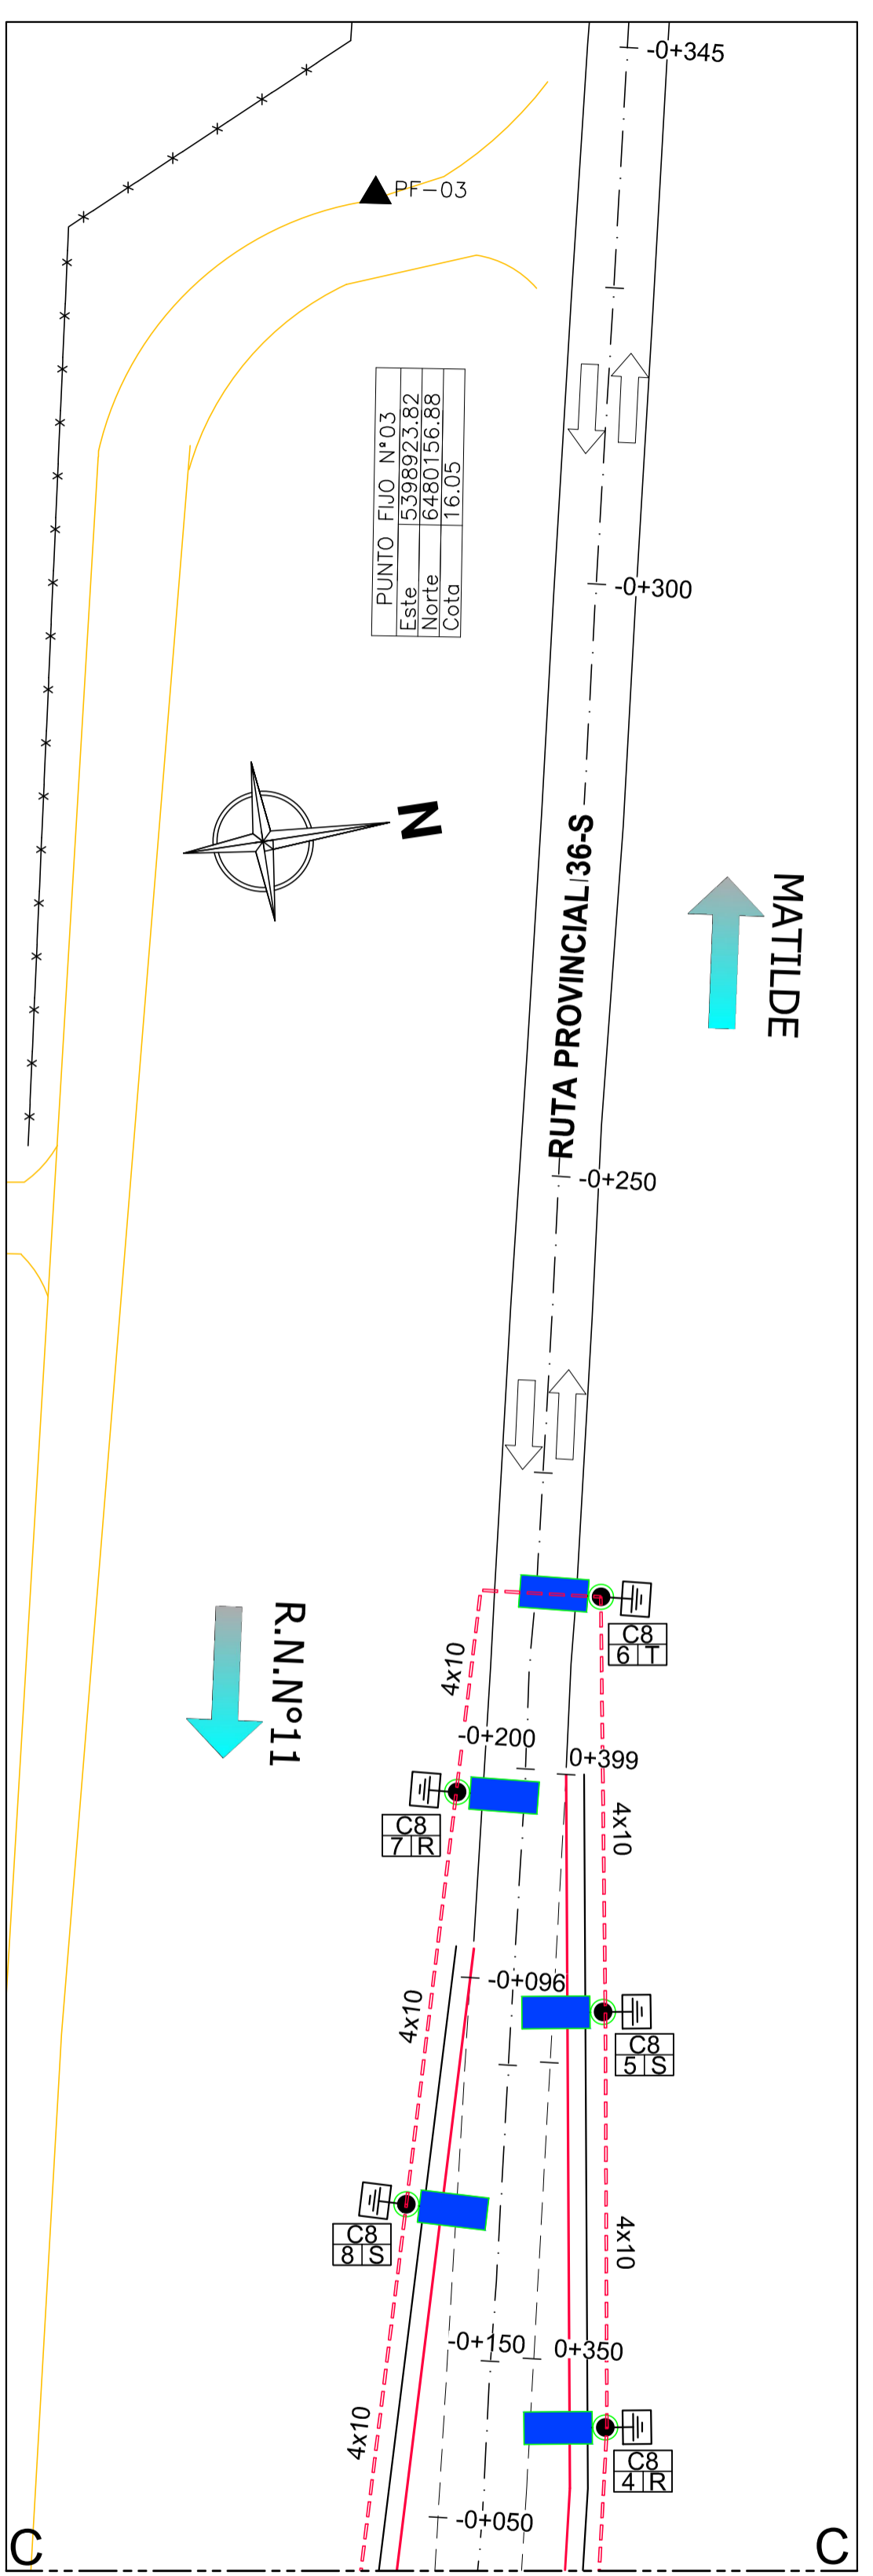 -0+345
PF-03
PUNTO FIJO N°03
Este 5398923.82
Norte 6480156.88
Cota 16.05
-0+300
N
RUTA PROVINCIAL 36-S
MATILDE
-0+250
R.N.Nº11
C8
6 T
4x10
-0+200
0+399
C8
7 R
4x10
-0+096
4x10
C8
5 S
C8
8 S
4x10
-0+150
0+350
4x10
C8
4 R
-0+050
C
C